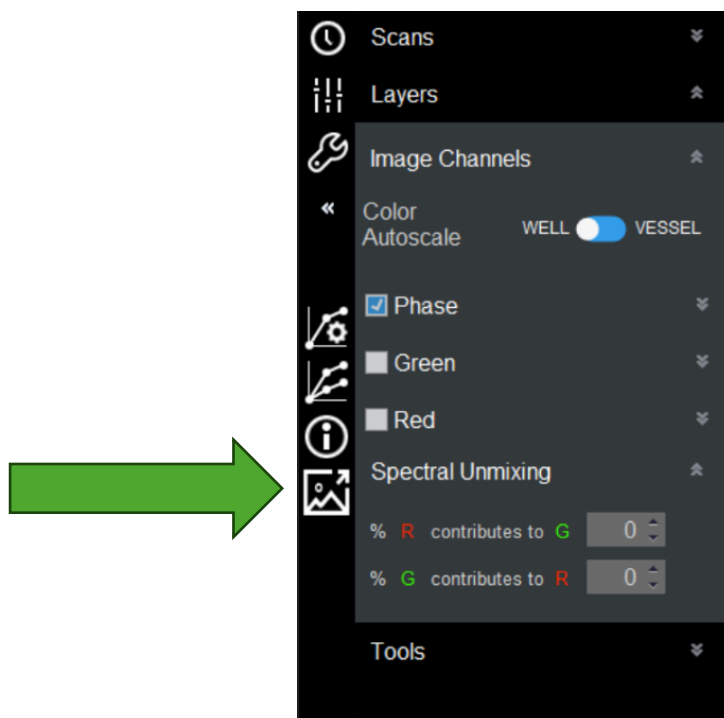 Scans
Layers
Image Channels
Color
Autoscale
WELL VESSEL
Phase
Green
Red
Spectral Unmixing
% R contributes to G 0
% G contributes to R 0
Tools